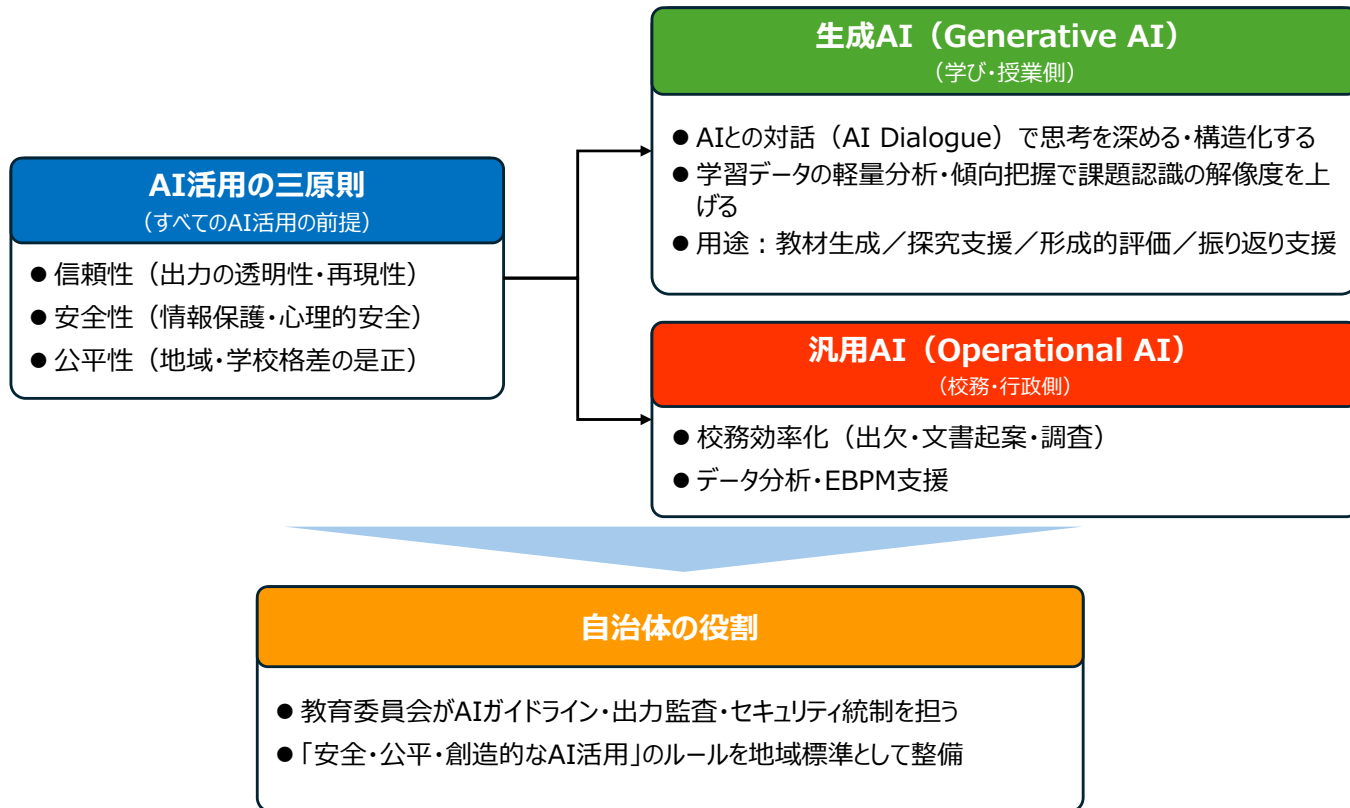 AI活用の三原則
（すべてのAI活用の前提）
● 信頼性（出力の透明性・再現性）
● 安全性（情報保護・心理的安全）
● 公平性（地域・学校格差の是正）
生成AI（Generative AI）
（学び・授業側）
● AIとの対話（AI Dialogue）で思考を深める・構造化する
● 学習データの軽量分析・傾向把握で課題認識の解像度を上
げる
● 用途：教材生成／探究支援／形成的評価／振り返り支援
汎用AI（Operational AI）
（校務・行政側）
● 校務効率化（出欠・文書起案・調査）
● データ分析・EBPM支援
自治体の役割
● 教育委員会がAIガイドライン・出力監査・セキュリティ統制を担う
● 「安全・公平・創造的なAI活用」のルールを地域標準として整備